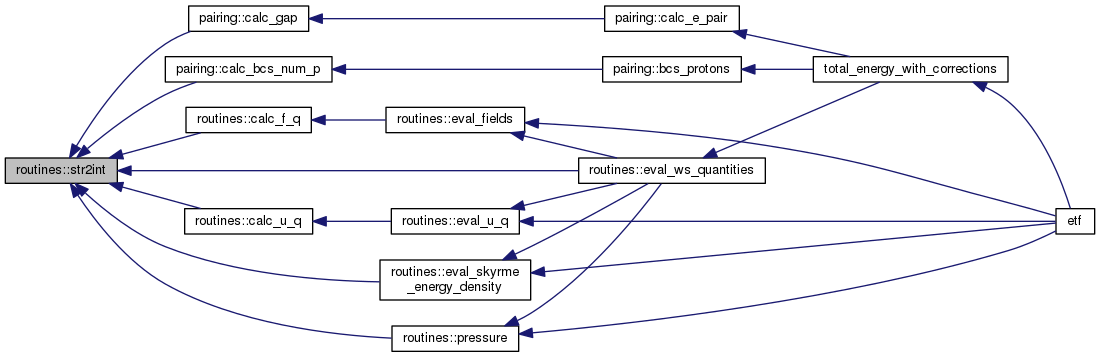 pairing::calc_gap
pairing::calc_e_pair
pairing::calc_bcs_num_p
pairing::bcs_protons
total_energy_with_corrections
routines::calc_f_q
routines::eval_fields
routines::str2int
routines::eval_ws_quantities
routines::calc_u_q
routines::eval_u_q
etf
routines::eval_skyrme
_energy_density
routines::pressure